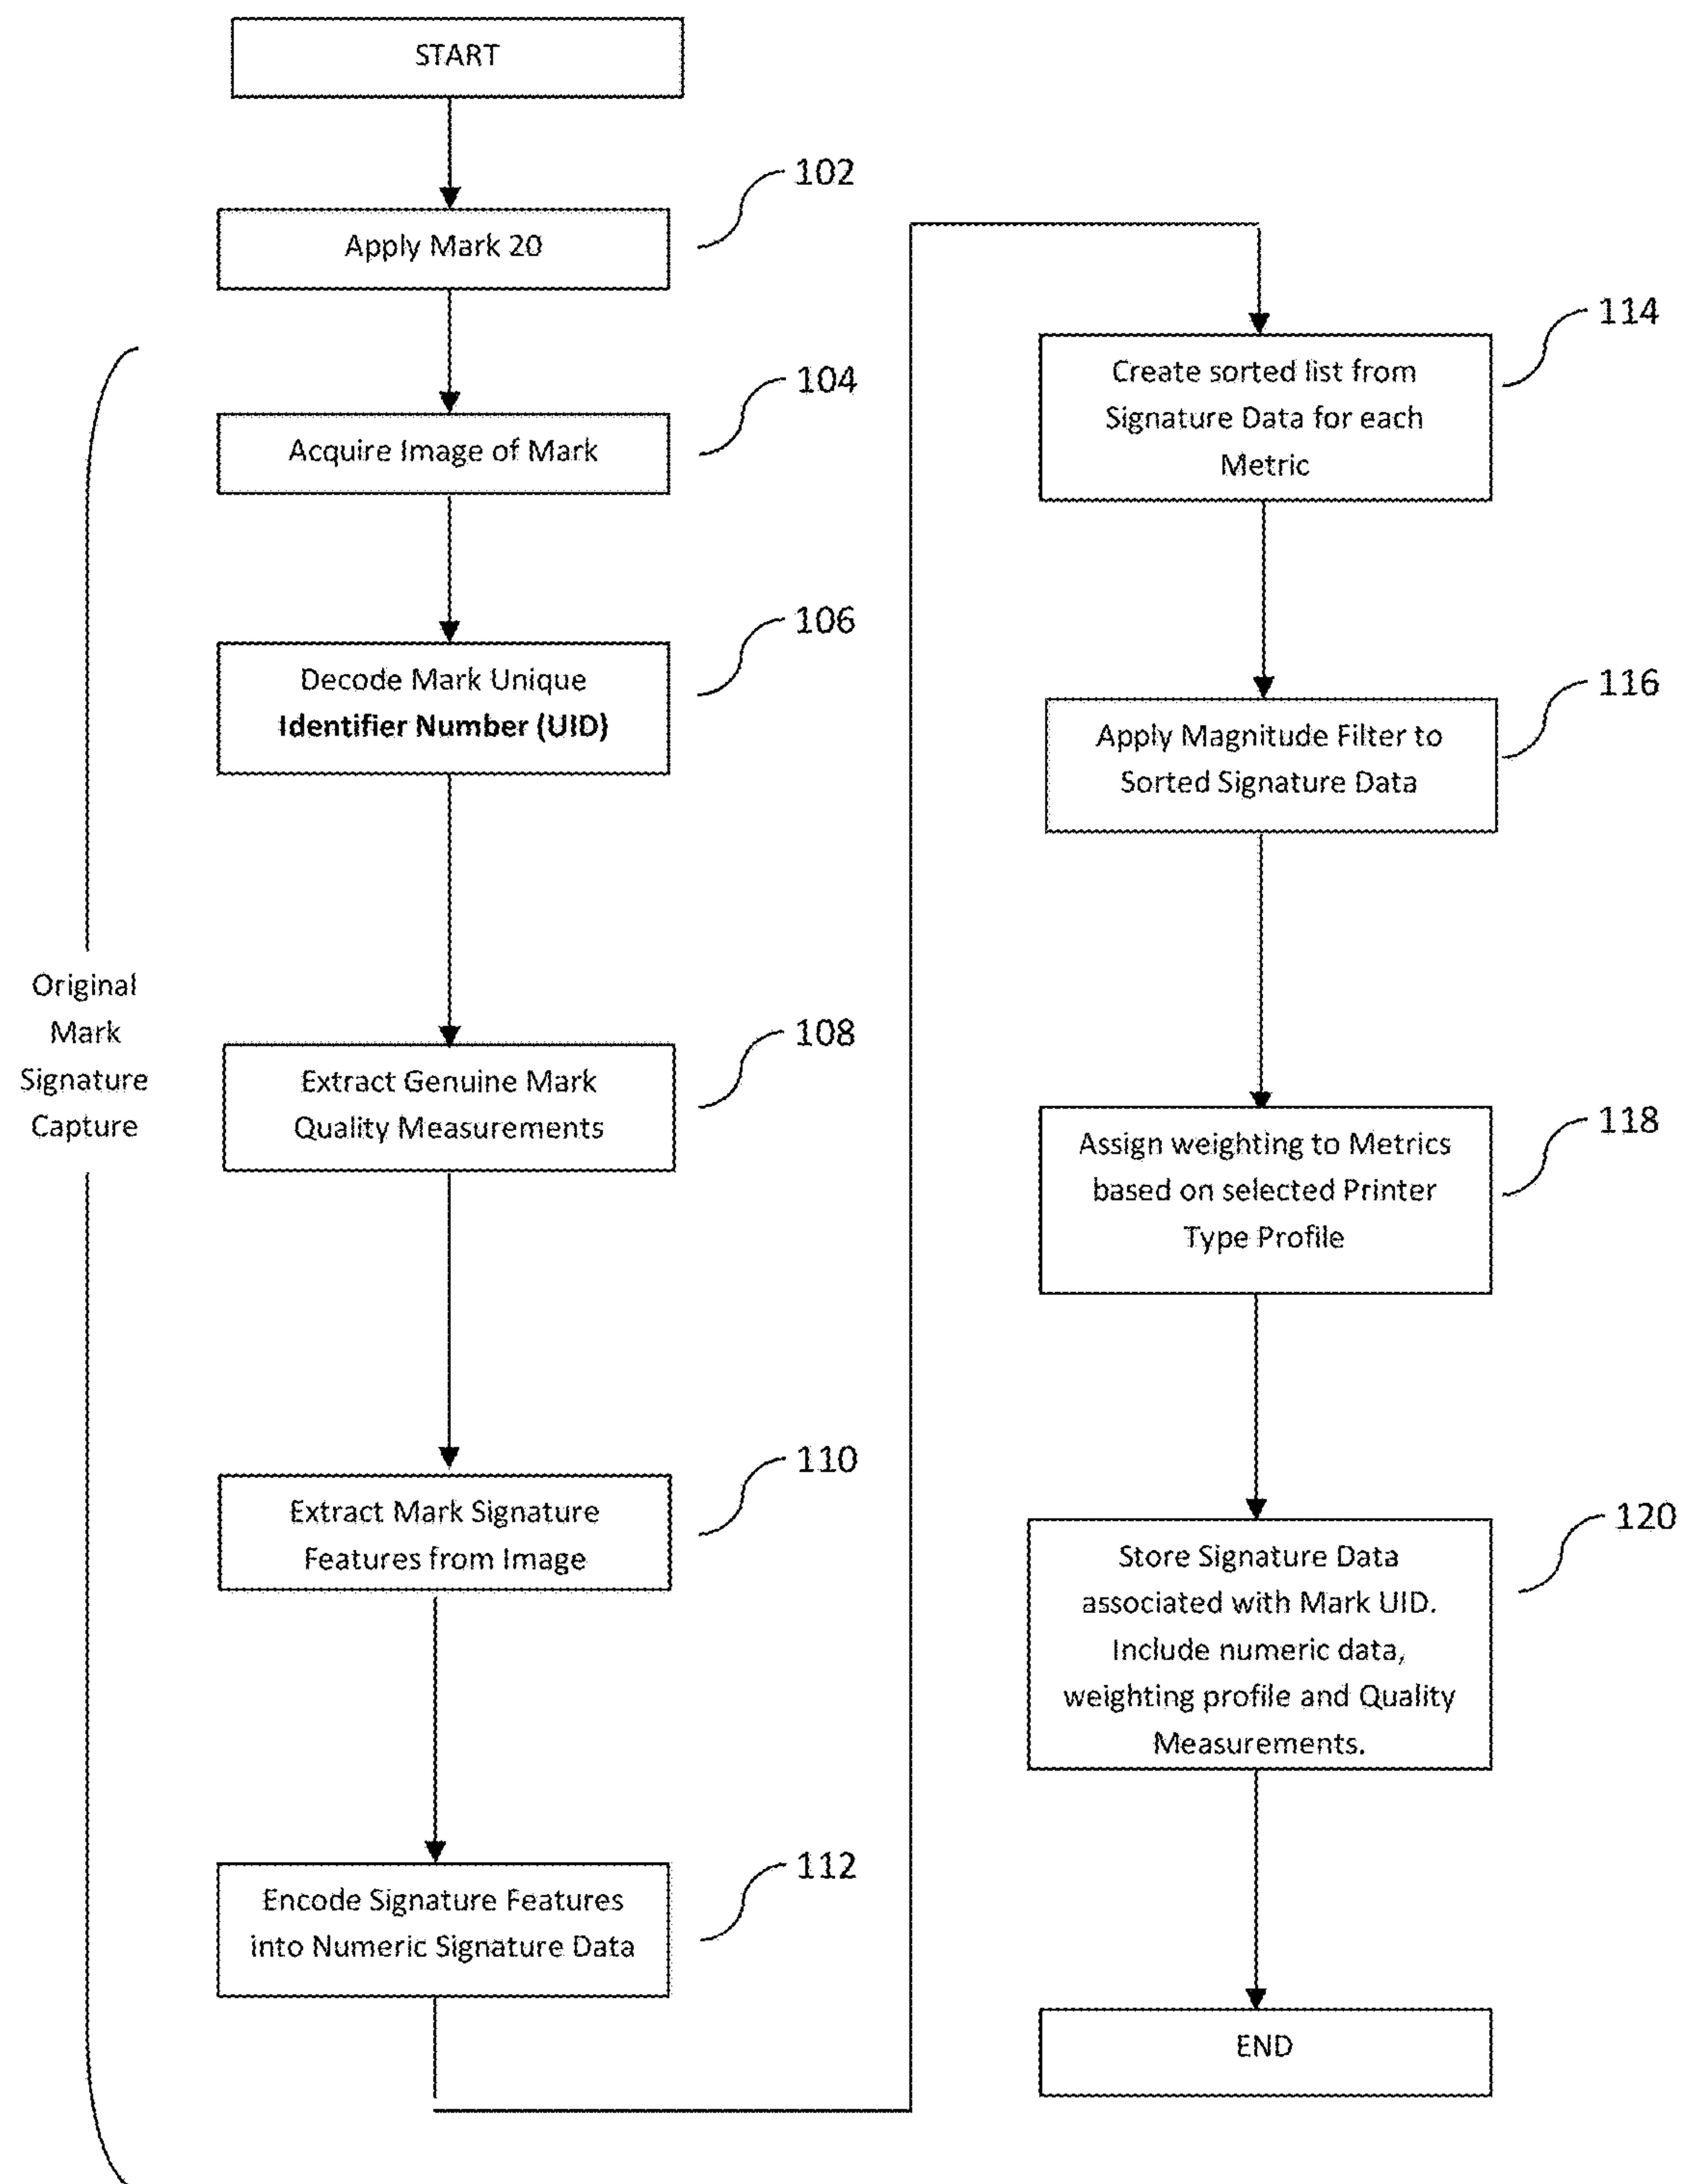 START
102
Apply Mark 20
104
Acquire Image of Mark
106
Decode Mark Unique
Identifier Number (UID)
Original
Mark
Signature
Capture
108
Extract Genuine Mark
Quality Measurements
110
Extract Mark Signature
Features from Image
112
Encode Signature Features
into Numeric Signature Data
114
Create sorted list from
Signature Data for each
Metric
116
Apply Magnitude Filter to
Sorted Signature Data
118
Assign weighting to Metrics
based on selected Printer
Type Profile
120
Store Signature Data
associated with Mark UID.
Include numeric data,
weighting profile and Quality
Measurements.
END